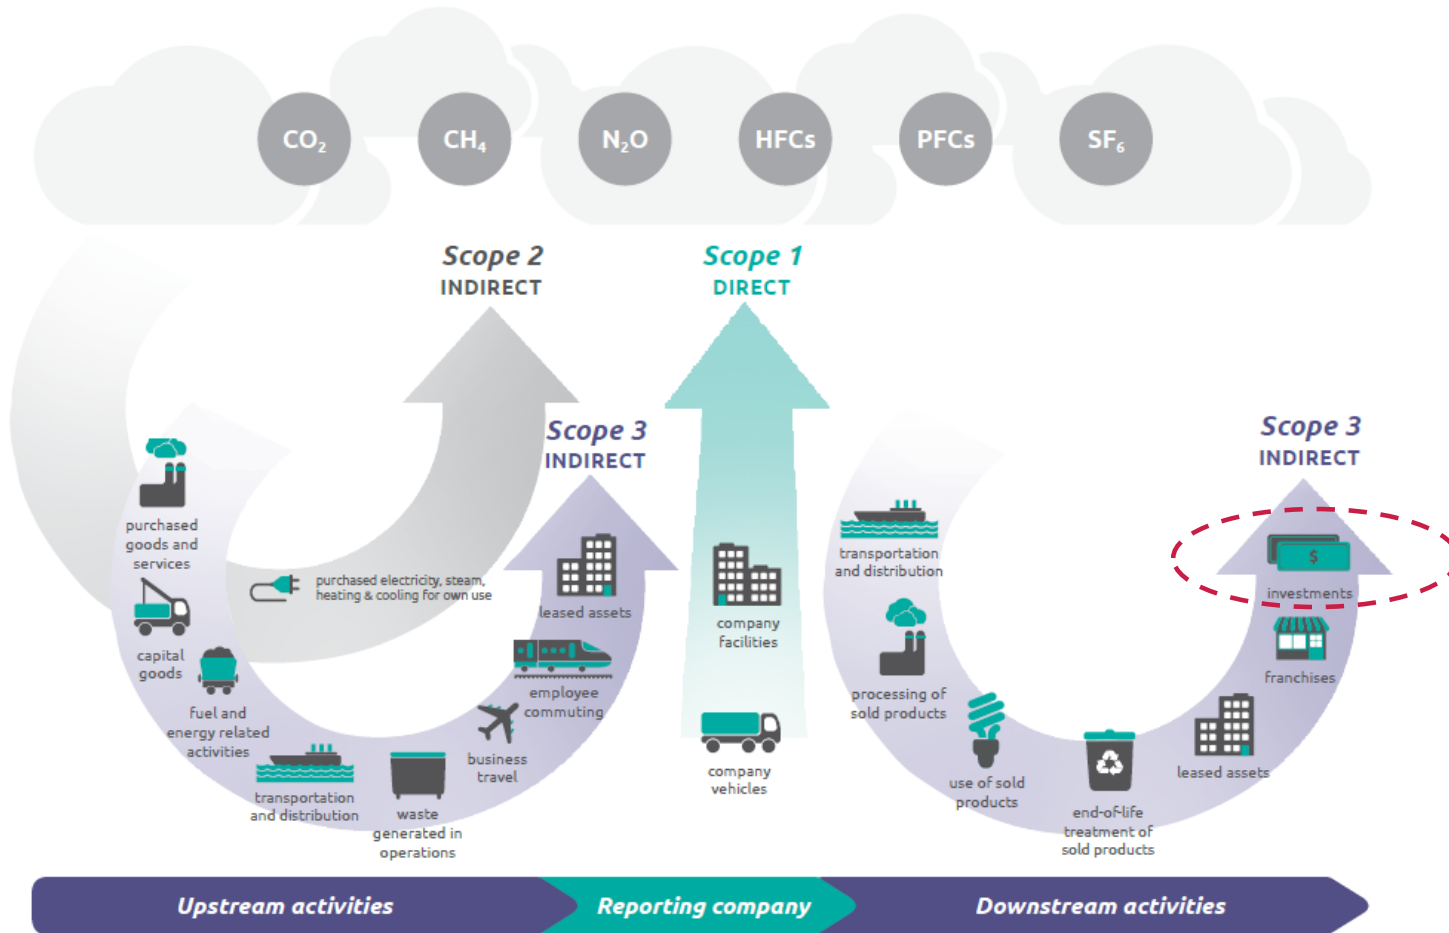 CO₂
CH₄
N₂O
HFCs
PFCs
SF₆
Scope 2
INDIRECT
Scope 1
DIRECT
Scope 3
INDIRECT
Scope 3
INDIRECT
purchased
goods and
services
capital
goods
fuel and
energy related
activities
transportation
and distribution
waste
generated in
operations
business
travel
employee
commuting
leased assets
purchased electricity, steam,
heating & cooling for own use
company
facilities
company
vehicles
transportation
and distribution
processing of
sold products
use of sold
products
end-of-life
treatment of
sold products
leased assets
franchises
$
investments
Upstream activities
Reporting company
Downstream activities